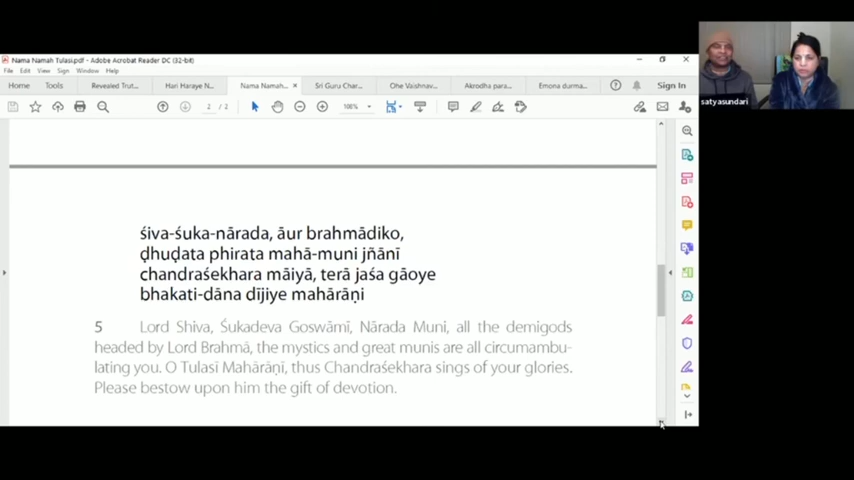 Nama Namah Tulasi.pdf - Adobe Acrobat Reader DC (32-bit)
File Edit View Sign Window Help
Home Tools Revealed Trut... Hari Haraye N... Nama Namah... × Sri Guru Char... Ohe Vaishnav... Akrodha para... Emona durma... Sign In
2 / 2 100%
śiva-śuka-nārada, āur brahmādiko,
ḍhuḍata phirata mahā-muni jñānī
chandraśekhara māiyā, terā jaśa gāoye
bhakati-dāna dījiye mahārāṇi
5 Lord Shiva, Śukadeva Goswāmī, Nārada Muni, all the demigods
headed by Lord Brahmā, the mystics and great munis are all circumambu-
lating you. O Tulasī Mahārāṇī, thus Chandraśekhara sings of your glories.
Please bestow upon him the gift of devotion.
satyasundari